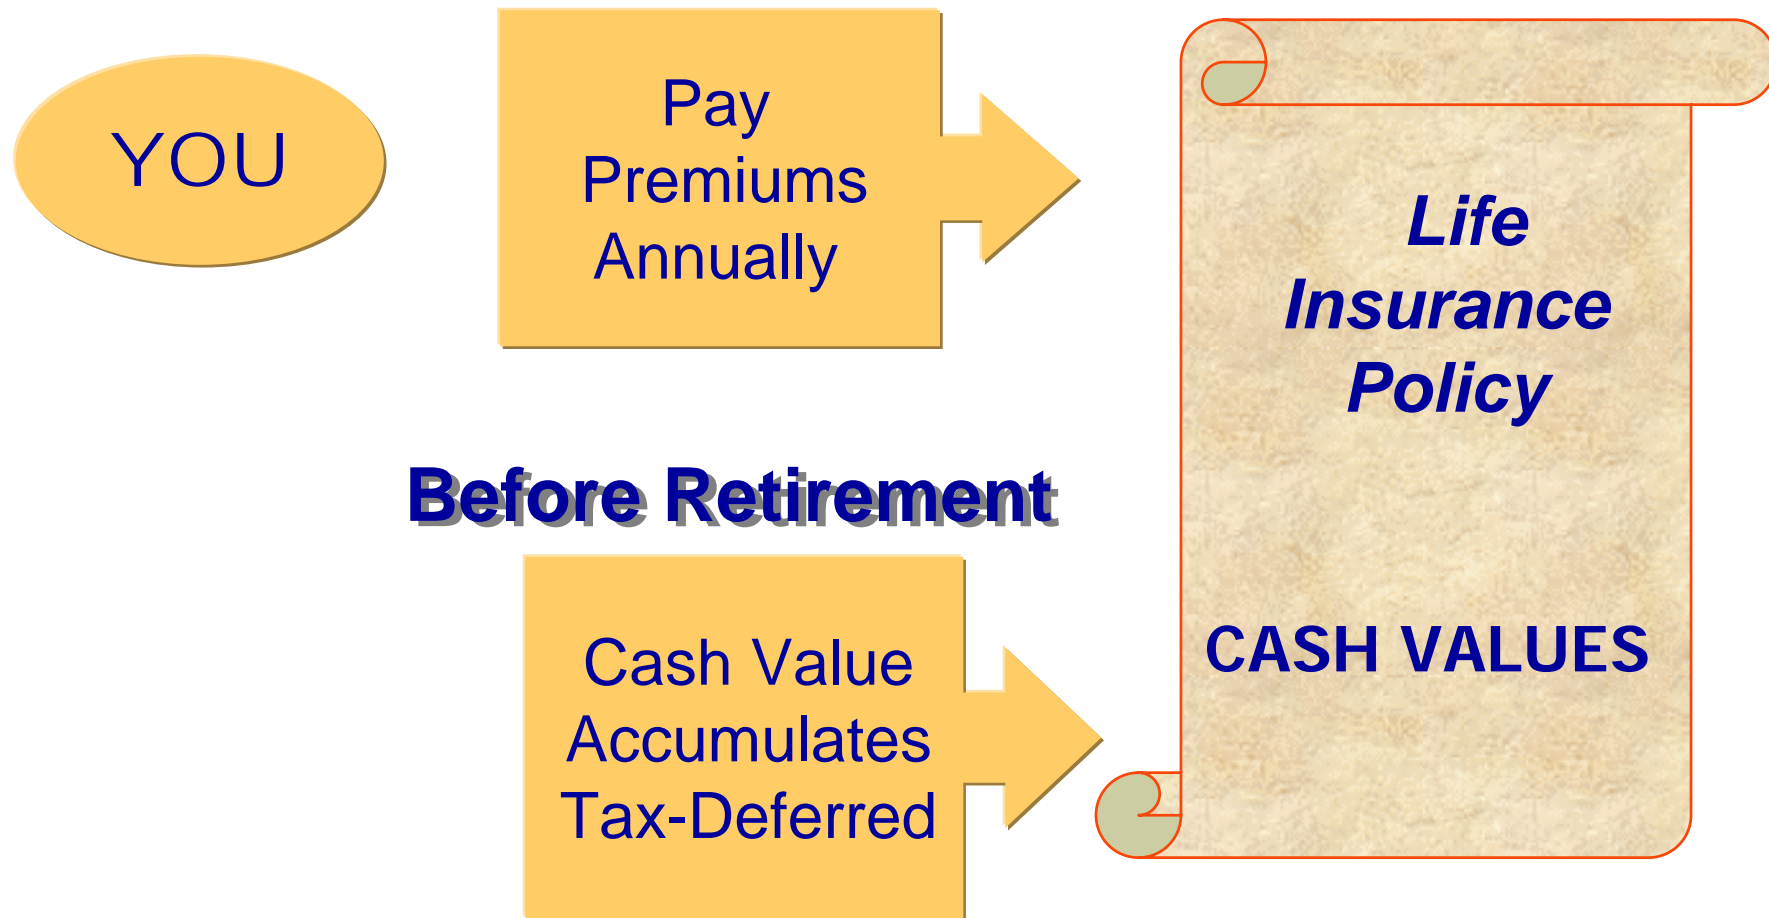 YOU
Pay
Premiums
Annually
Life
Insurance
Policy
Before Retirement
Cash Value
Accumulates
Tax-Deferred
CASH VALUES